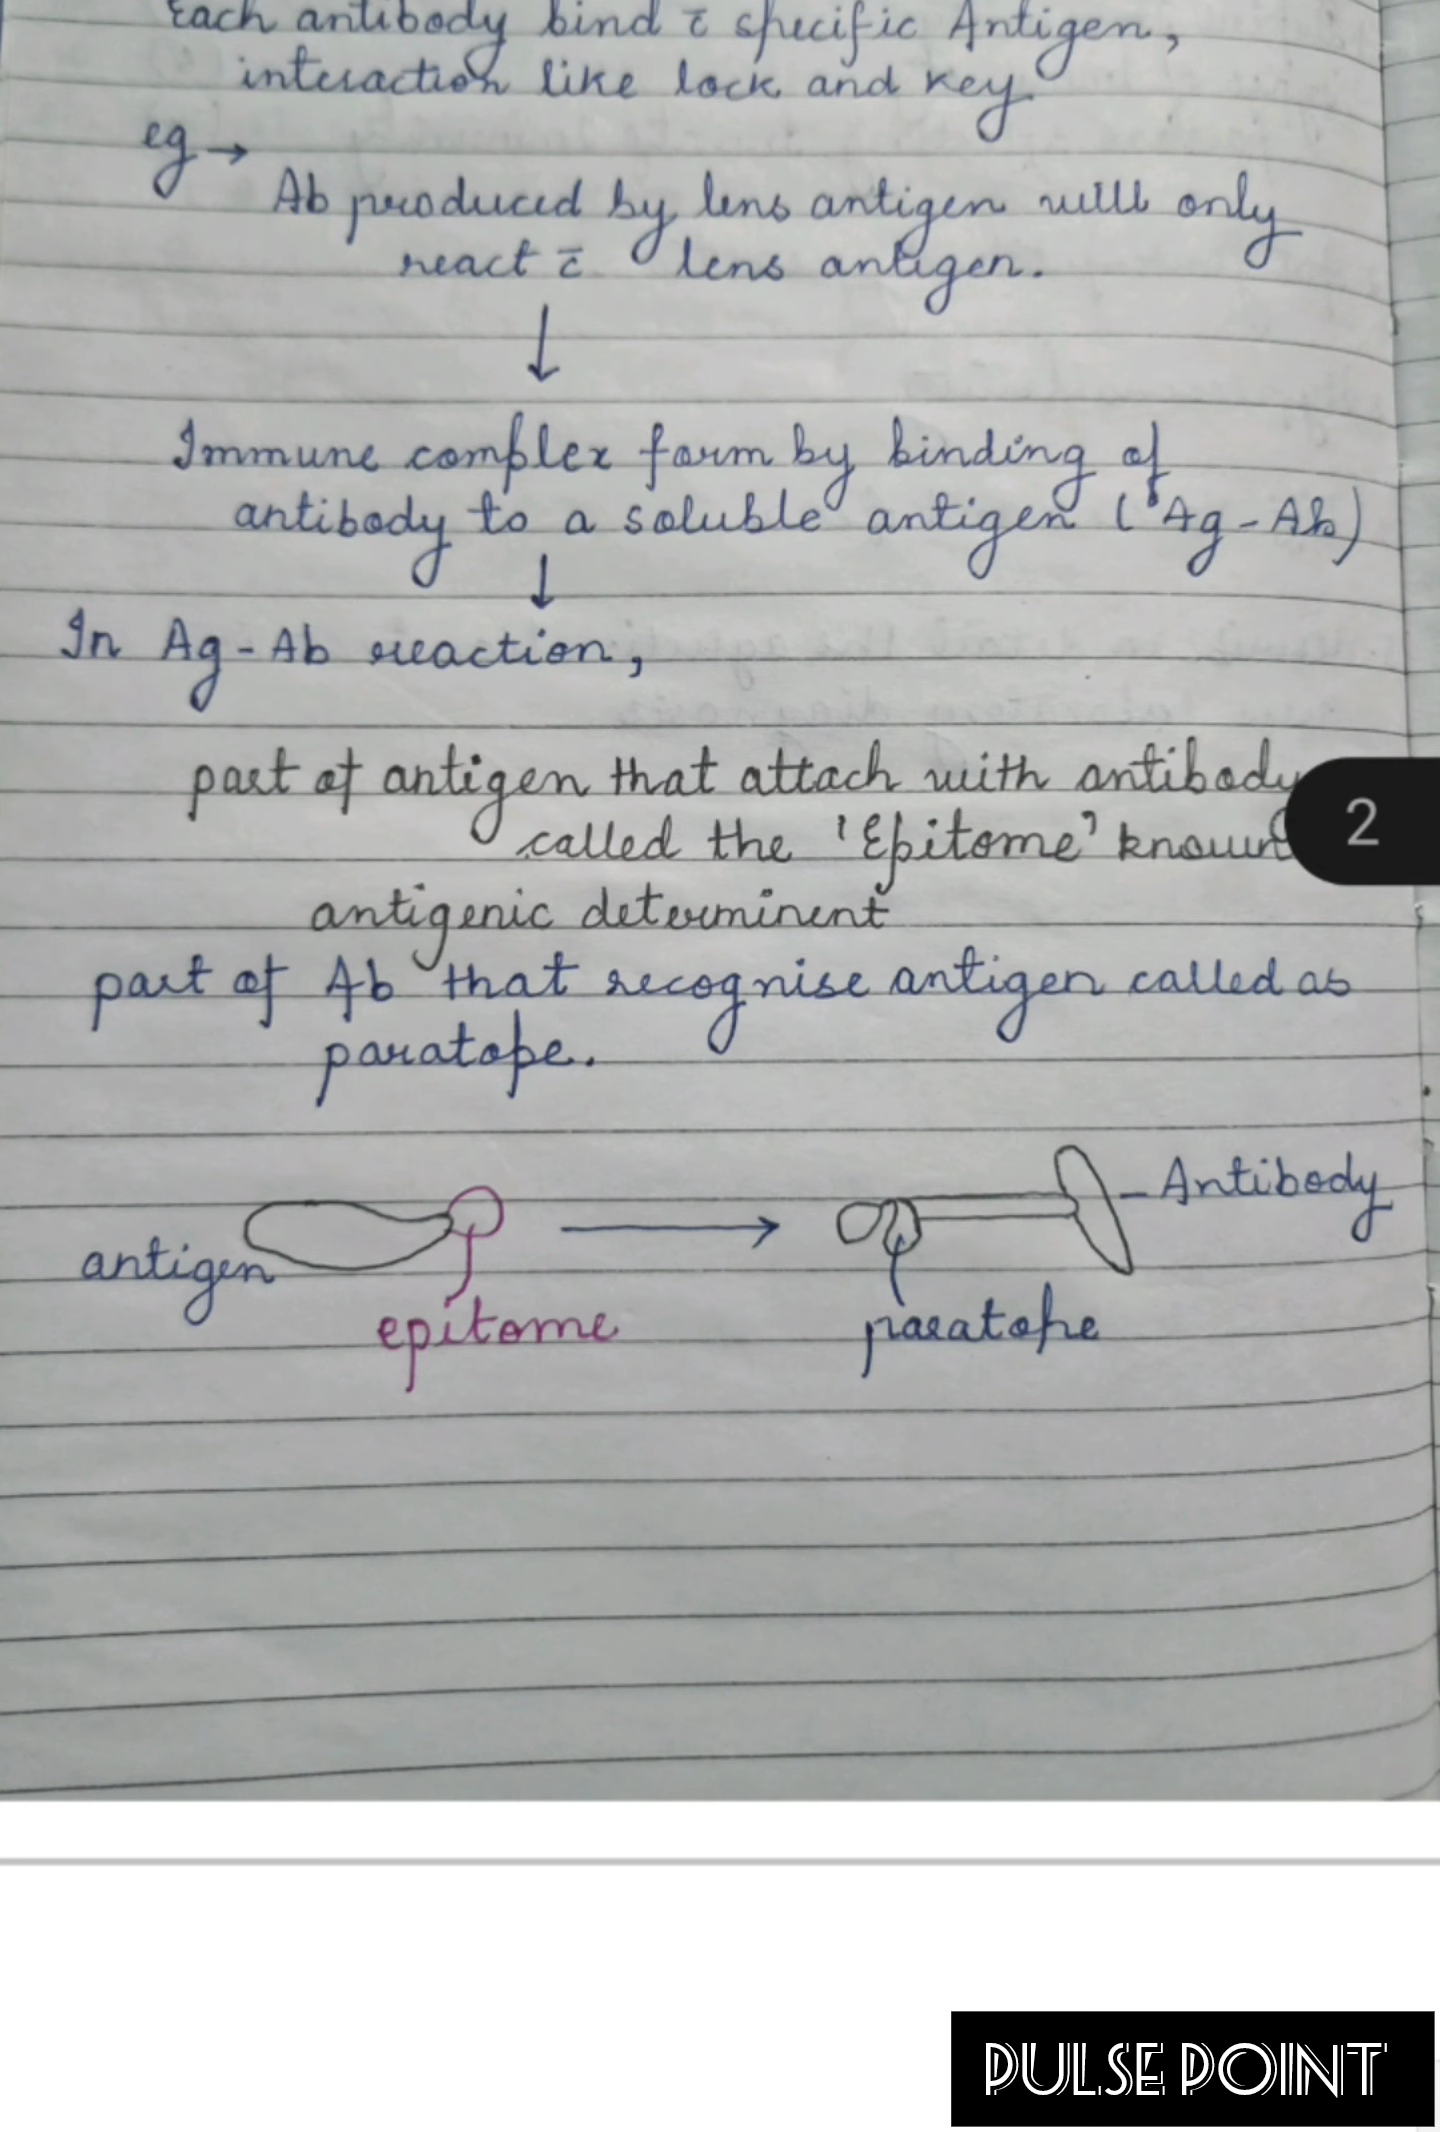 Each antibody bind c̄ specific Antigen,
interaction like lock and key
eg →
Ab produced by lens antigen will only
react c̄ lens antigen.
↓
Immune complex form by binding of
antibody to a soluble antigen (Ag-Ab)
↓
In Ag-Ab reaction,
part of antigen that attach with antibody
called the 'Epitome' known
2
antigenic determinent
part of Ab that recognise antigen called as
paratope.
antigen
epitome
→
paratope
- Antibody
PULSE POINT